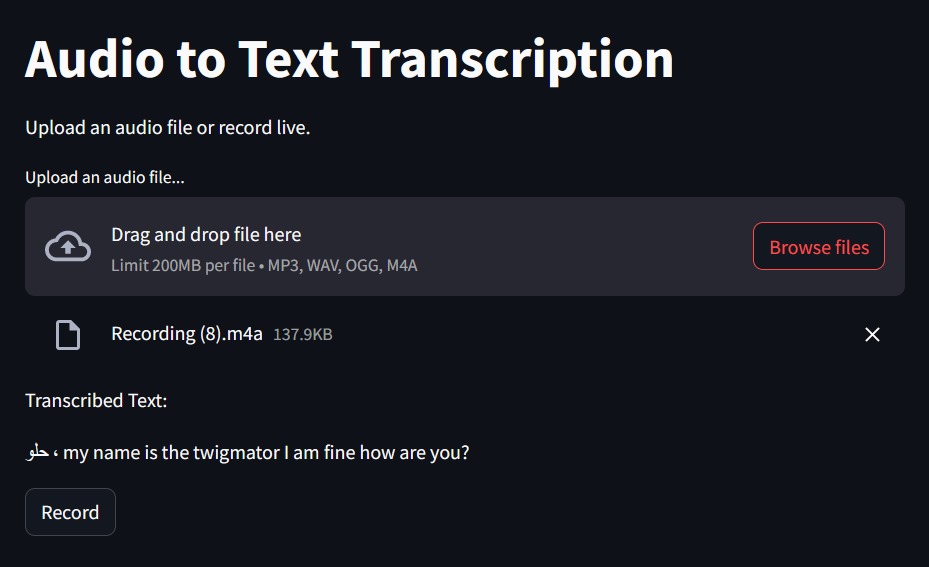 Audio to Text Transcription
Upload an audio file or record live.
Upload an audio file...
Drag and drop file here
Limit 200MB per file • MP3, WAV, OGG, M4A
Browse files
Recording (8).m4a 137.9KB
Transcribed Text:
حلو ، my name is the twigmator I am fine how are you?
Record